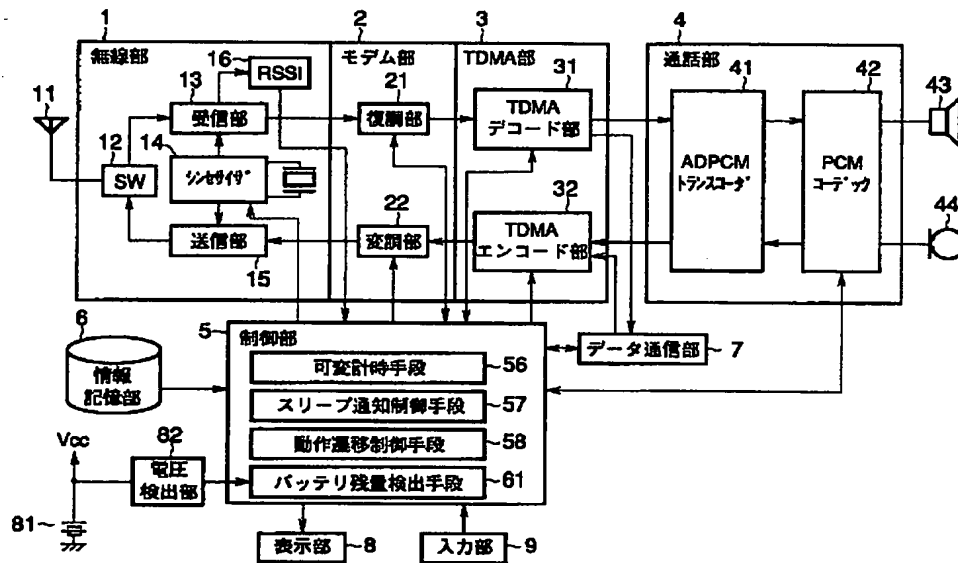 1
2
3
4
無線部
モデム部
TDMA部
通話部
16
RSSI
13
受信部
21
復調部
31
TDMA
デコード部
41
ADPCM
トランスコーダ
42
PCM
コーデック
43
11
12
SW
14
シンセサイザ
送信部
15
22
変調部
32
TDMA
エンコード部
44
6
情報
記憶部
5
制御部
可変計時手段
56
スリープ通知制御手段
57
動作遷移制御手段
58
バッテリ残量検出手段
61
データ通信部
7
Vcc
82
電圧
検出部
81
表示部
8
入力部
9